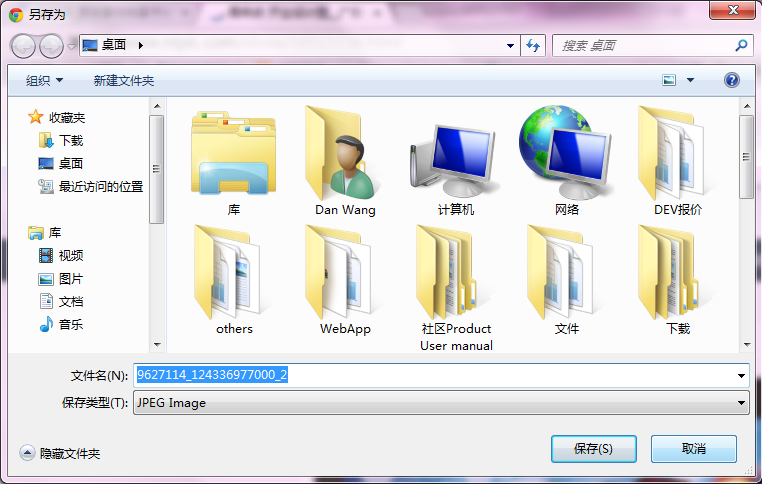 另存为
桌面
搜索 桌面
组织
新建文件夹
收藏夹
下载
桌面
最近访问的位置
库
视频
图片
文档
音乐
库
Dan Wang
计算机
网络
DEV报价
others
WebApp
社区Product
User manual
文件
下载
文件名(N):
9627114_124336977000_2
保存类型(T):
JPEG Image
隐藏文件夹
保存(S)
取消